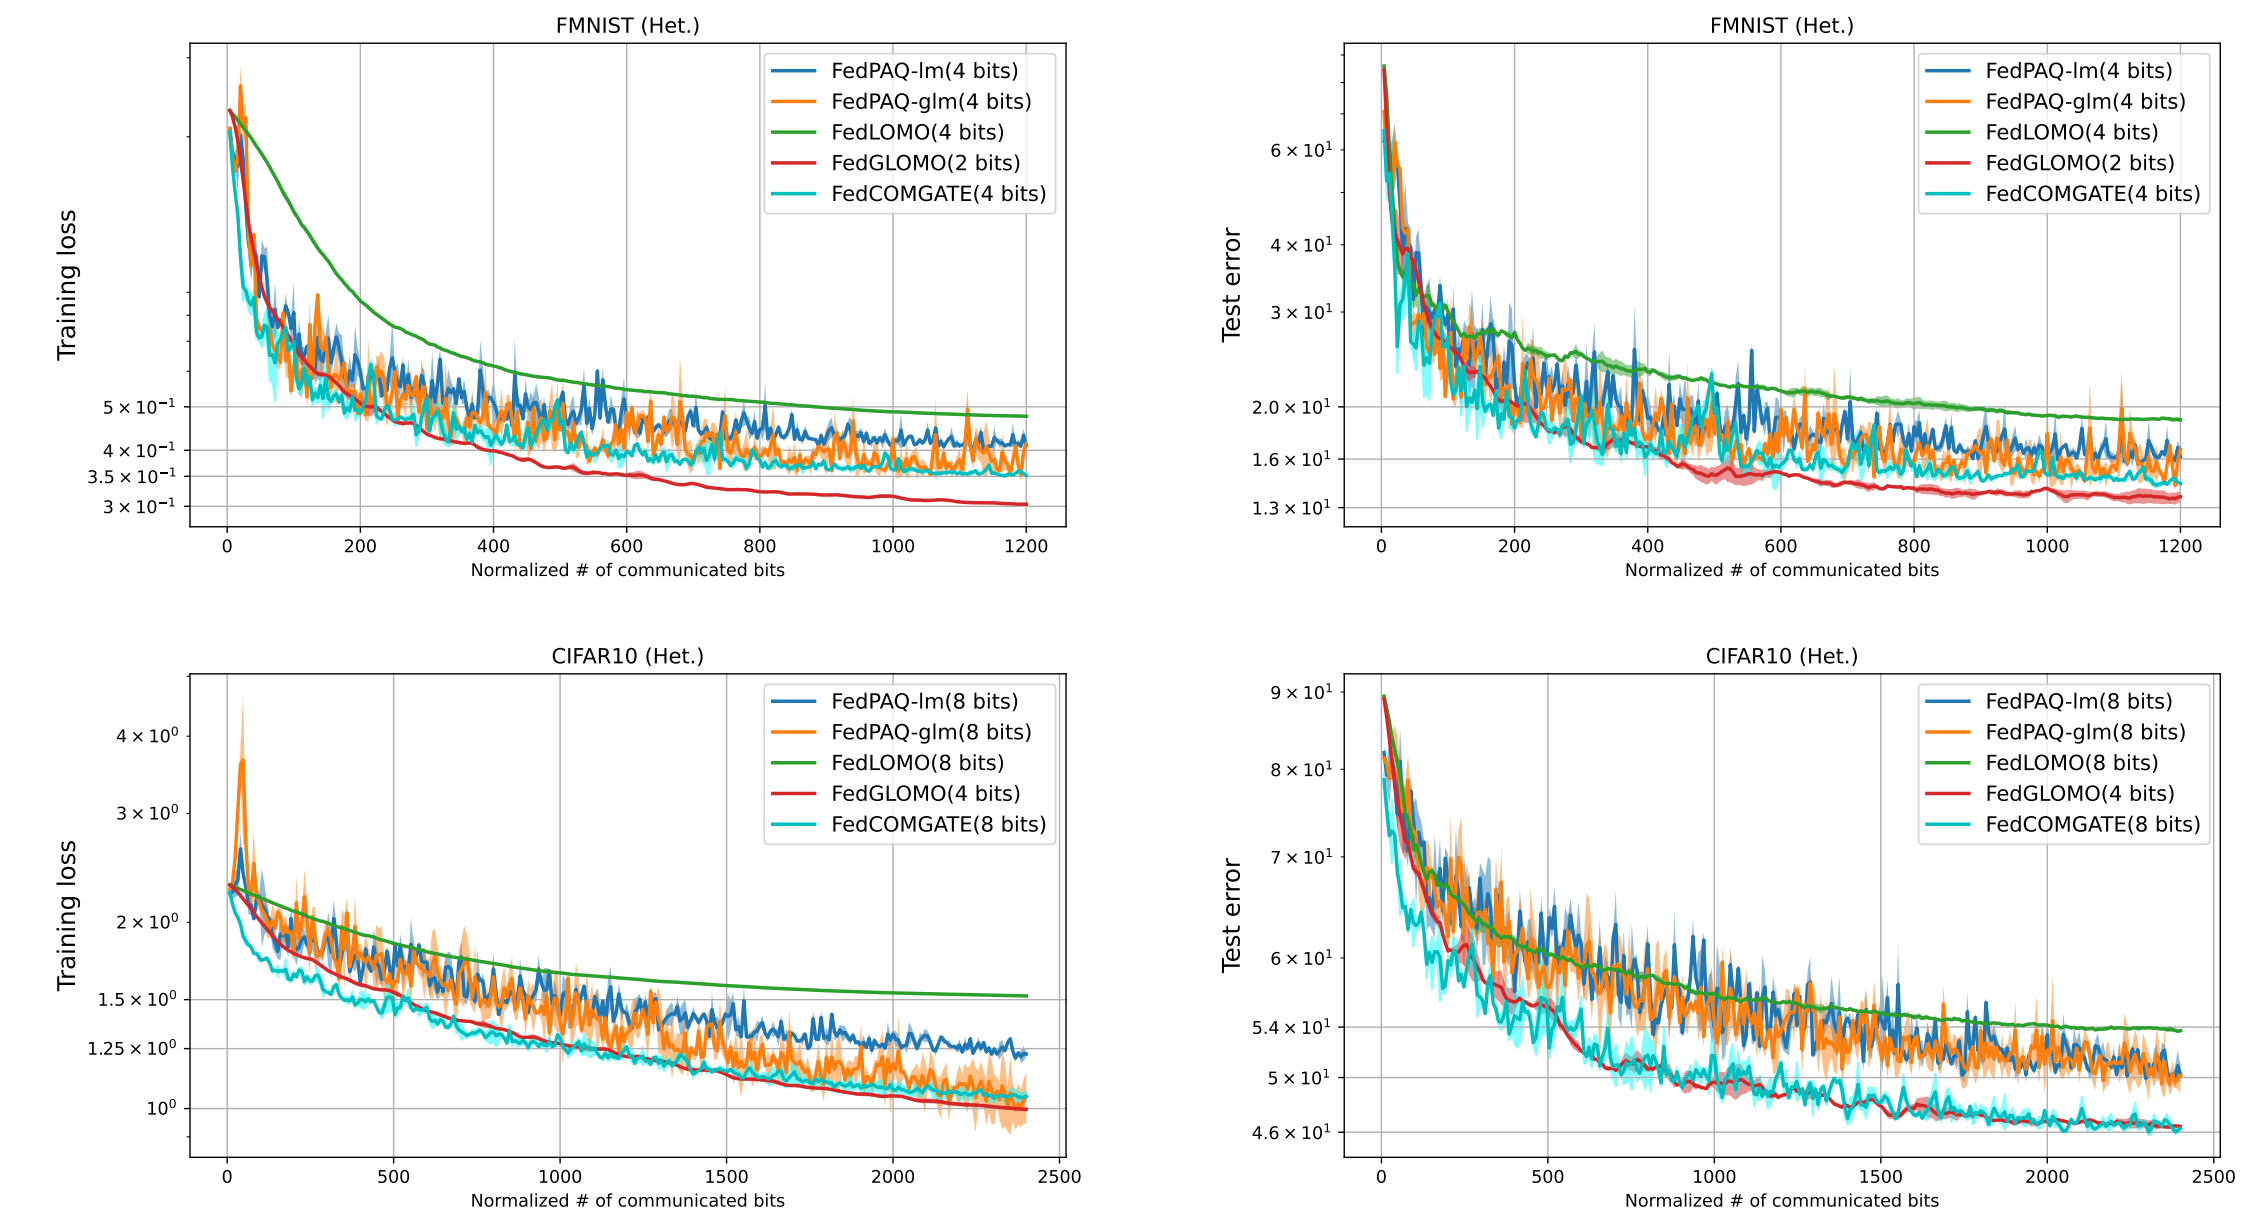 FMNIST (Het.)
Training loss
5 × 10⁻¹
4 × 10⁻¹
3.5 × 10⁻¹
3 × 10⁻¹
FedPAQ-lm(4 bits)
FedPAQ-glm(4 bits)
FedLOMO(4 bits)
FedGLOMO(2 bits)
FedCOMGATE(4 bits)
0 200 400 600 800 1000 1200
Normalized # of communicated bits
FMNIST (Het.)
Test error
6 × 10¹
4 × 10¹
3 × 10¹
2.0 × 10¹
1.6 × 10¹
1.3 × 10¹
FedPAQ-lm(4 bits)
FedPAQ-glm(4 bits)
FedLOMO(4 bits)
FedGLOMO(2 bits)
FedCOMGATE(4 bits)
0 200 400 600 800 1000 1200
Normalized # of communicated bits
CIFAR10 (Het.)
Training loss
4 × 10⁰
3 × 10⁰
2 × 10⁰
1.5 × 10⁰
1.25 × 10⁰
10⁰
FedPAQ-lm(8 bits)
FedPAQ-glm(8 bits)
FedLOMO(8 bits)
FedGLOMO(4 bits)
FedCOMGATE(8 bits)
0 500 1000 1500 2000 2500
Normalized # of communicated bits
CIFAR10 (Het.)
Test error
9 × 10¹
8 × 10¹
7 × 10¹
6 × 10¹
5.4 × 10¹
5 × 10¹
4.6 × 10¹
FedPAQ-lm(8 bits)
FedPAQ-glm(8 bits)
FedLOMO(8 bits)
FedGLOMO(4 bits)
FedCOMGATE(8 bits)
0 500 1000 1500 2000 2500
Normalized # of communicated bits